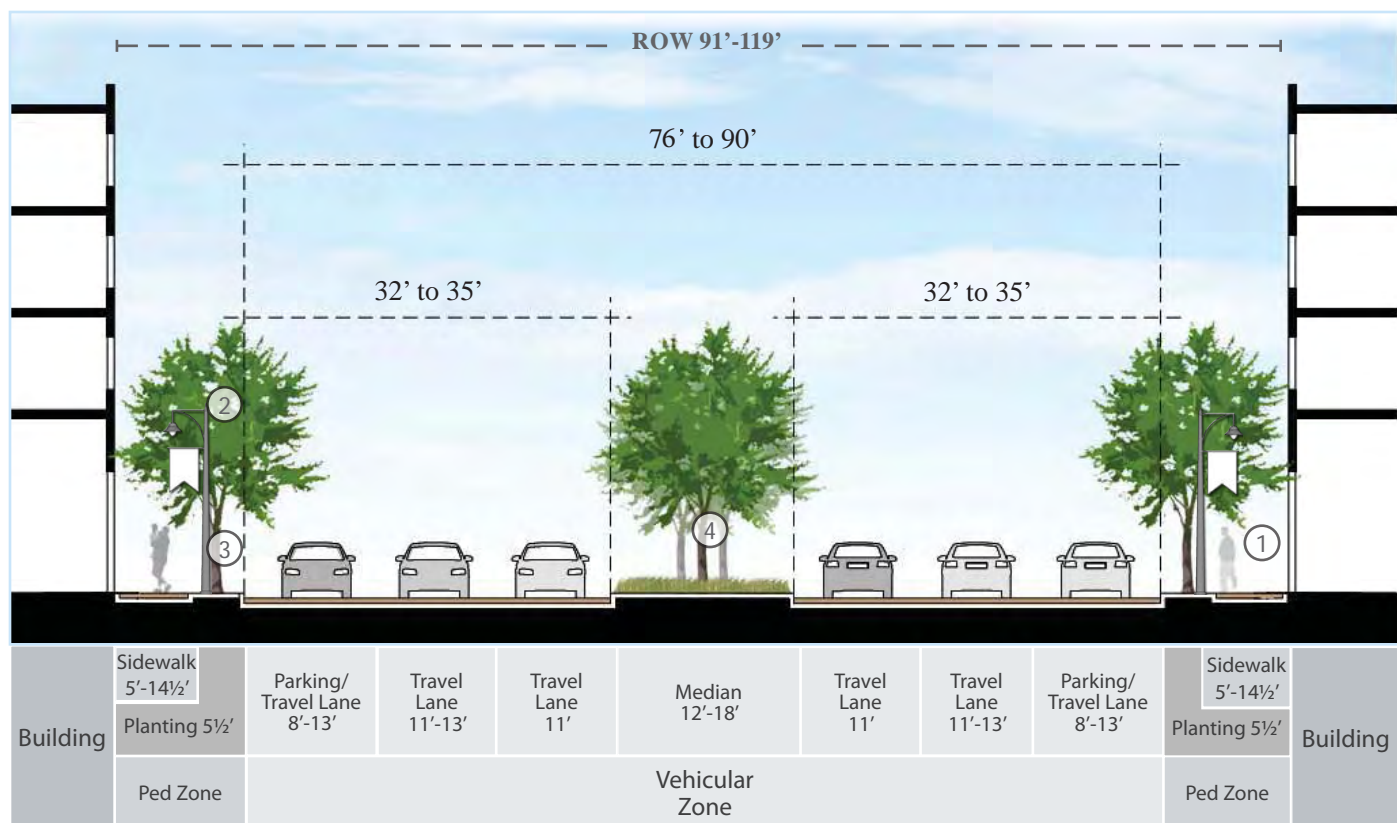 ROW 91’-119’
76’ to 90’
32’ to 35’
32’ to 35’
2
3
4
1
Building
Sidewalk
5’-14½’
Planting 5½’
Ped Zone
Parking/
Travel Lane
8’-13’
Travel
Lane
11’-13’
Travel
Lane
11’
Median
12’-18’
Travel
Lane
11’
Travel
Lane
11’-13’
Parking/
Travel Lane
8’-13’
Vehicular
Zone
Sidewalk
5’-14½’
Planting 5½’
Ped Zone
Building